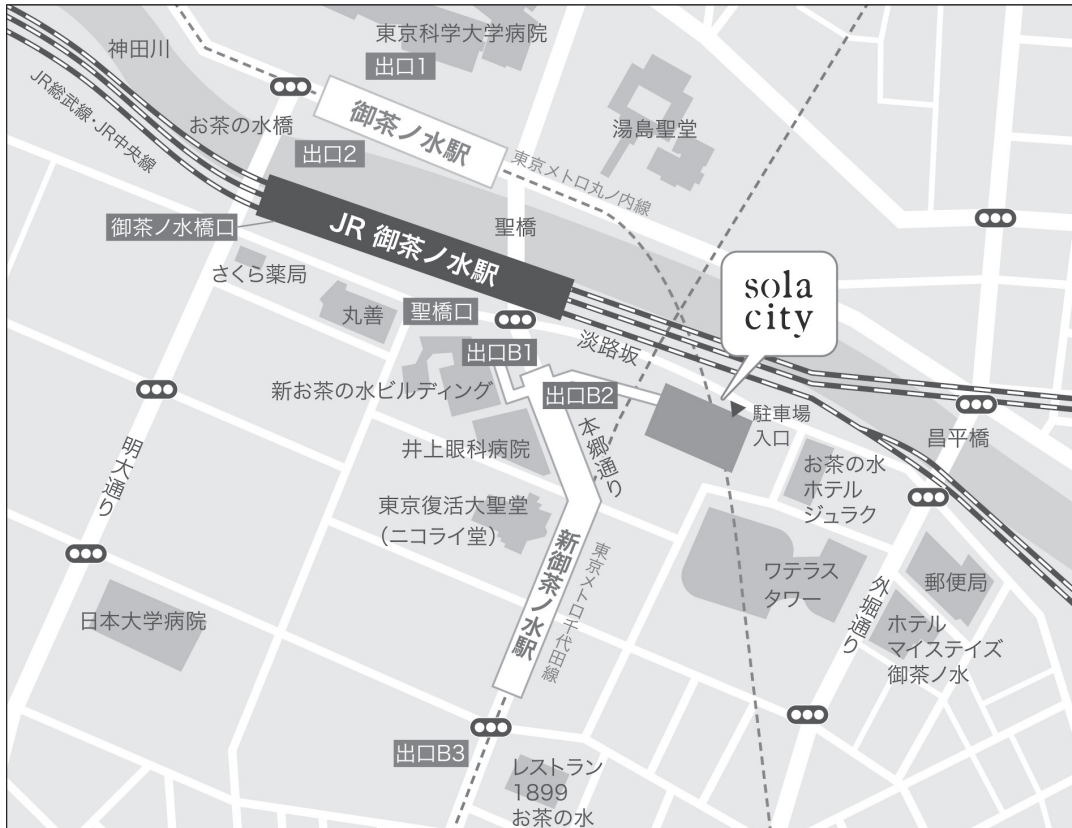 東京科学大学病院
出口1
神田川
JR総武線・JR中央線
お茶の水橋
御茶ノ水駅
出口2
湯島聖堂
東京メトロ丸ノ内線
御茶ノ水橋口
JR 御茶ノ水駅
聖橋
さくら薬局
丸善
聖橋口
sola
city
淡路坂
出口B1
新お茶の水ビルディング
出口B2
駐車場
入口
昌平橋
本郷通り
井上眼科病院
明大通り
お茶の水
ホテル
ジュラク
東京復活大聖堂
(ニコライ堂)
新御茶ノ水駅
東京メトロ千代田線
ワテラス
タワー
外堀通り
郵便局
日本大学病院
ホテル
マイステイズ
御茶ノ水
出口B3
レストラン
1899
お茶の水